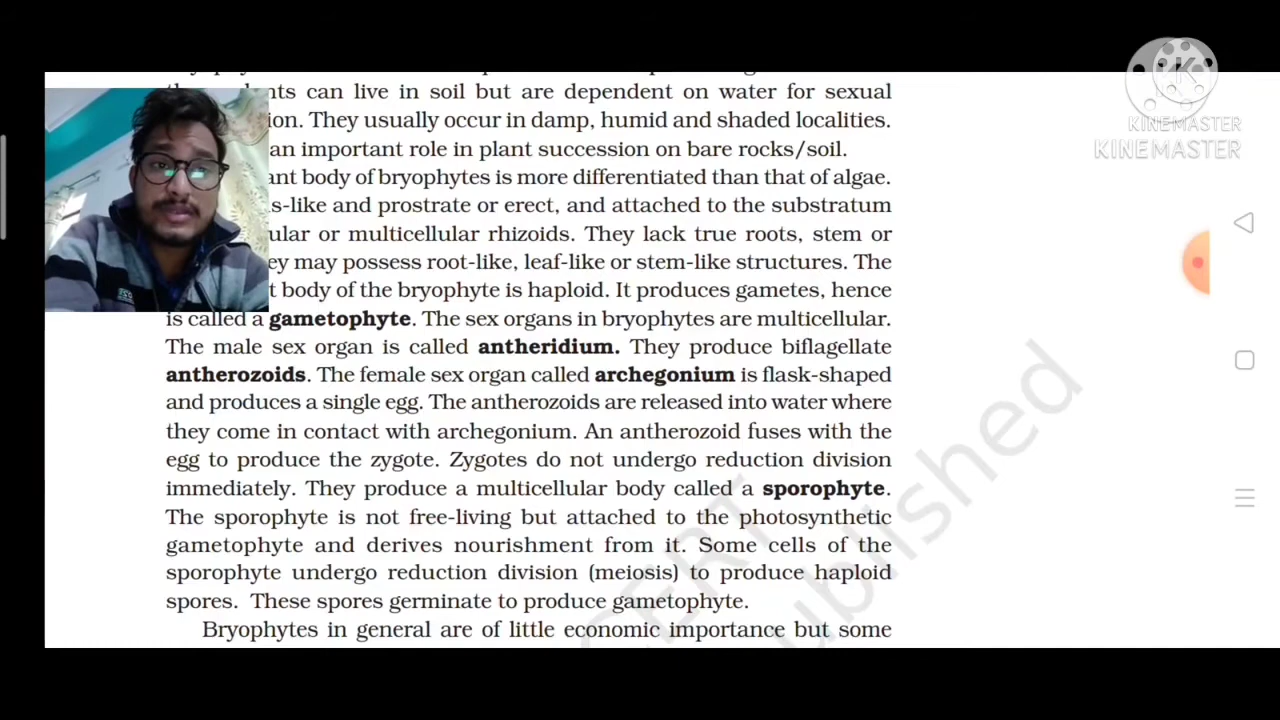 KINEMASTER
KINEMASTER
nts can live in soil but are dependent on water for sexual
ion. They usually occur in damp, humid and shaded localities.
an important role in plant succession on bare rocks/soil.
ant body of bryophytes is more differentiated than that of algae.
s-like and prostrate or erect, and attached to the substratum
ular or multicellular rhizoids. They lack true roots, stem or
ey may possess root-like, leaf-like or stem-like structures. The
t body of the bryophyte is haploid. It produces gametes, hence
is called a gametophyte. The sex organs in bryophytes are multicellular.
The male sex organ is called antheridium. They produce biflagellate
antherozoids. The female sex organ called archegonium is flask-shaped
and produces a single egg. The antherozoids are released into water where
they come in contact with archegonium. An antherozoid fuses with the
egg to produce the zygote. Zygotes do not undergo reduction division
immediately. They produce a multicellular body called a sporophyte.
The sporophyte is not free-living but attached to the photosynthetic
gametophyte and derives nourishment from it. Some cells of the
sporophyte undergo reduction division (meiosis) to produce haploid
spores. These spores germinate to produce gametophyte.
Bryophytes in general are of little economic importance but some